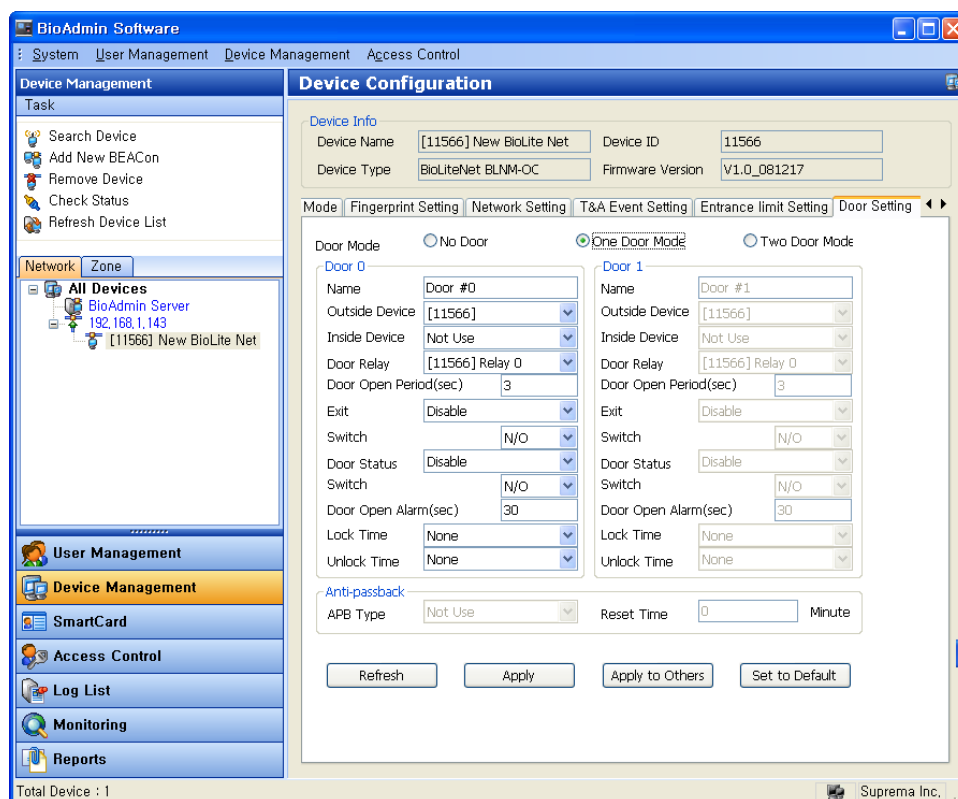 BioAdmin Software
System User Management Device Management Access Control
Device Management
Task
Search Device
Add New BEACon
Remove Device
Check Status
Refresh Device List
Network Zone
All Devices
BioAdmin Server
192,168,1,143
[11566] New BioLite Net
User Management
Device Management
SmartCard
Access Control
Log List
Monitoring
Reports
Device Configuration
Device Info
Device Name [11566] New BioLite Net Device ID 11566
Device Type BioLiteNet BLNM-OC Firmware Version V1.0_081217
Mode Fingerprint Setting Network Setting T&A Event Setting Entrance limit Setting Door Setting
Door Mode No Door One Door Mode Two Door Mode
Door 0
Name Door #0
Outside Device [11566]
Inside Device Not Use
Door Relay [11566] Relay 0
Door Open Period(sec) 3
Exit Disable
Switch N/O
Door Status Disable
Switch N/O
Door Open Alarm(sec) 30
Lock Time None
Unlock Time None
Door 1
Name Door #1
Outside Device [11566]
Inside Device Not Use
Door Relay [11566] Relay 0
Door Open Period(sec) 3
Exit Disable
Switch N/O
Door Status Disable
Switch N/O
Door Open Alarm(sec) 30
Lock Time None
Unlock Time None
Anti-passback
APB Type Not Use Reset Time 0 Minute
Refresh Apply Apply to Others Set to Default
Total Device : 1 Suprema Inc,